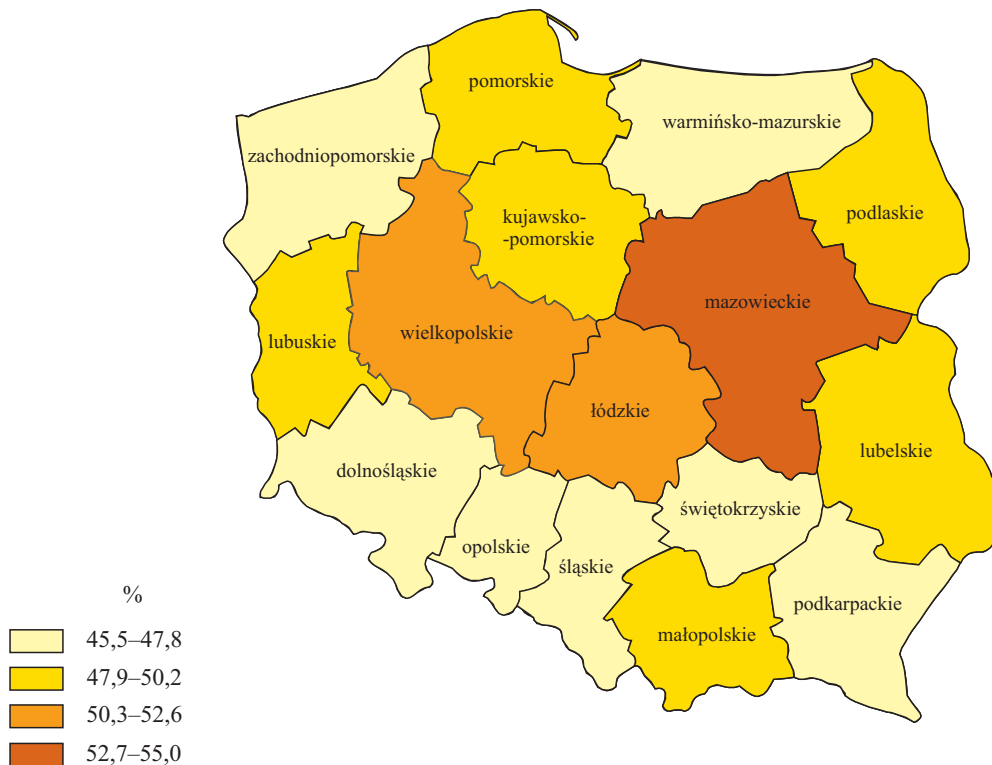 pomorskie
warmińsko-mazurskie
zachodniopomorskie
podlaskie
kujawsko-
-pomorskie
mazowieckie
wielkopolskie
lubuskie
łódzkie
lubelskie
dolnośląskie
świętokrzyskie
opolskie
śląskie
podkarpackie
małopolskie
%
45,5–47,8
47,9–50,2
50,3–52,6
52,7–55,0